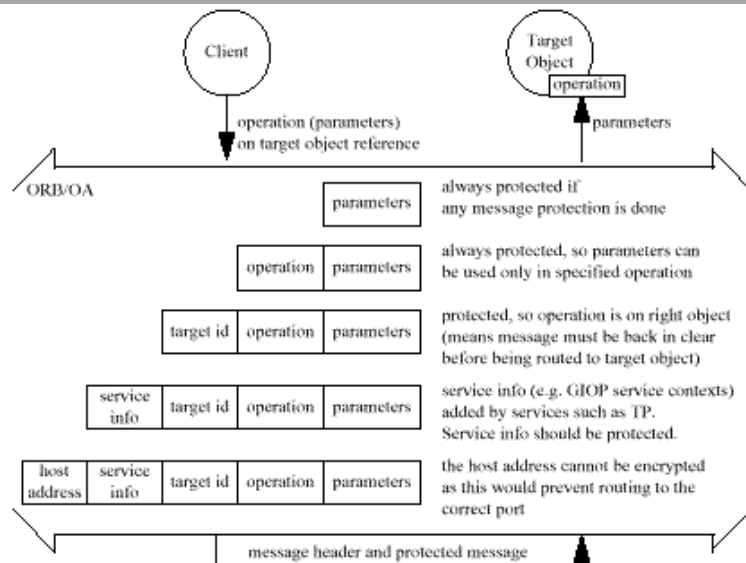 Client
Target
Object
operation
operation (parameters)
on target object reference
parameters
ORB/OA
parameters
always protected if
any message protection is done
operation parameters
always protected, so parameters can
be used only in specified operation
target id operation parameters
protected, so operation is on right object
(means message must be back in clear
before being routed to target object)
service
info
target id operation parameters
service info (e.g. GIOP service contexts)
added by services such as TP.
Service info should be protected.
host
address
service
info
target id operation parameters
the host address cannot be encrypted
as this would prevent routing to the
correct port
message header and protected message